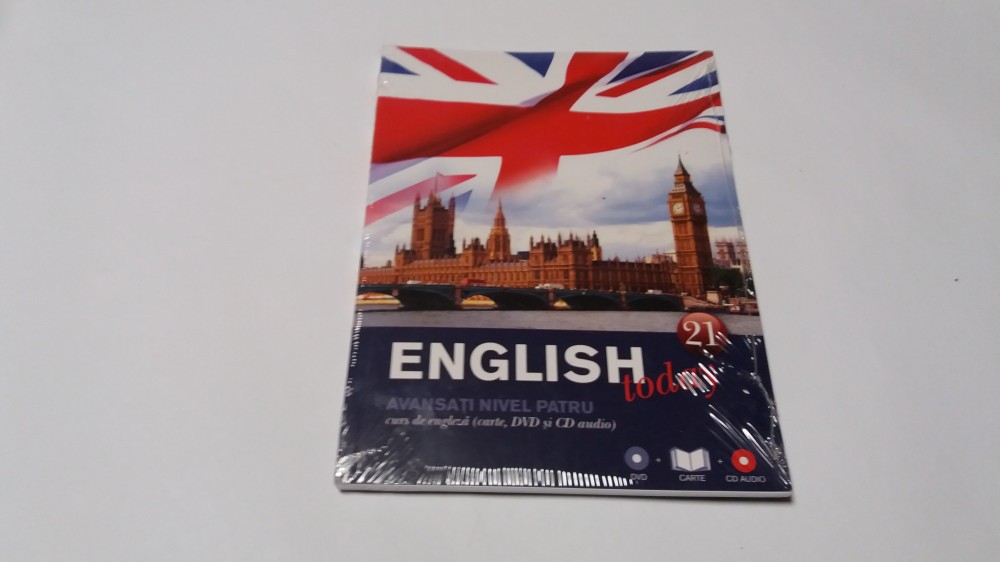 21
ENGLISH
today
AVANSAȚI NIVEL PATRU
curs de engleză (carte, DVD și CD audio)
DVD + CARTE + CD AUDIO